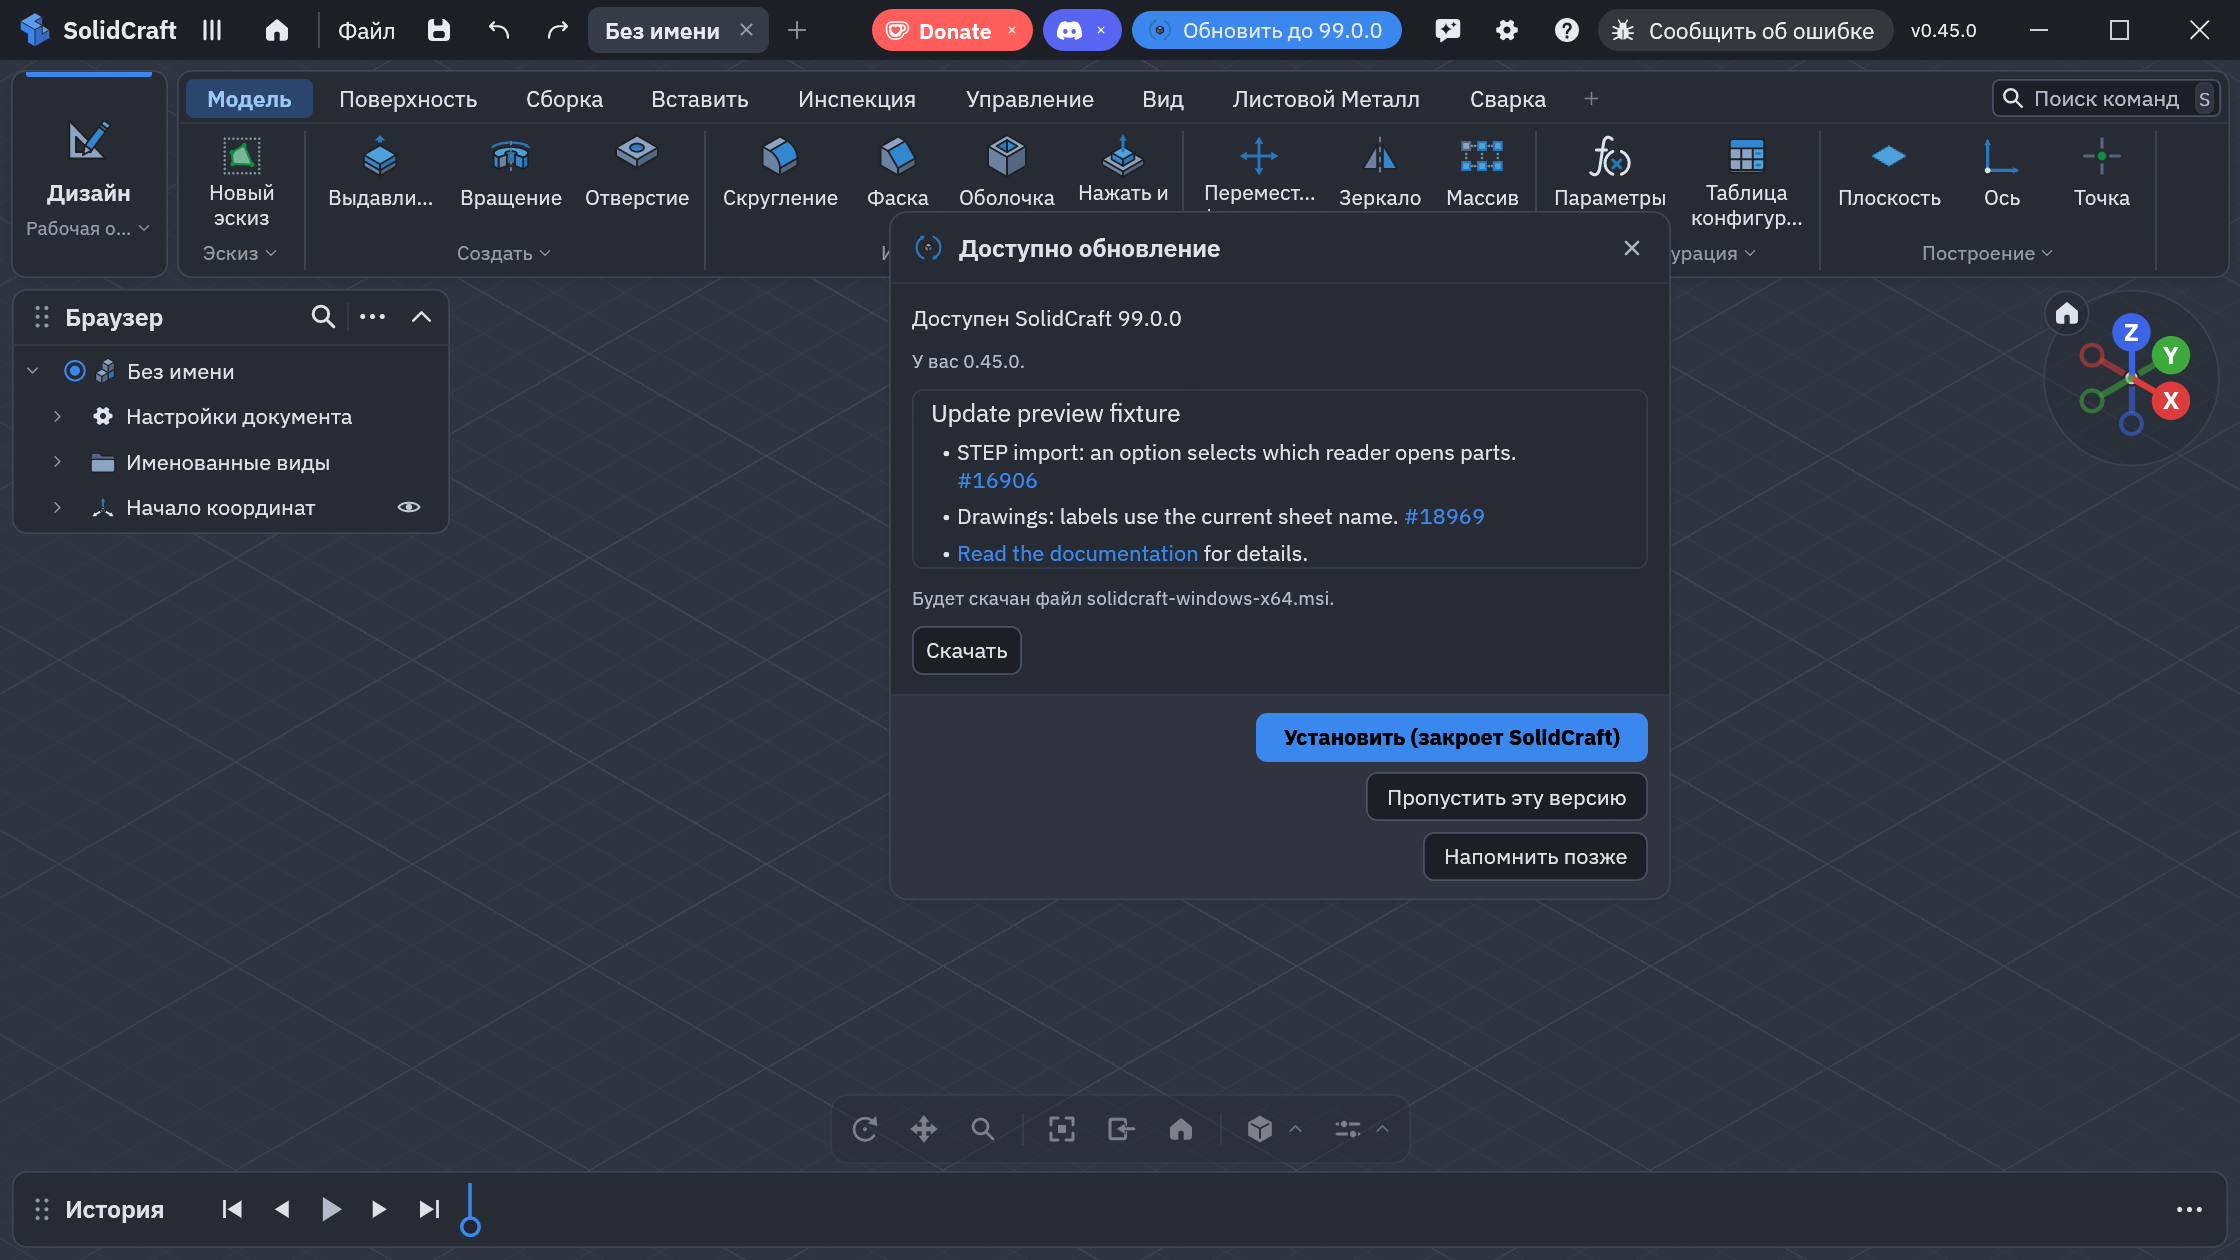 SolidCraft
Файл
Без имени
Donate
Обновить до 99.0.0
Сообщить об ошибке
v0.45.0
Дизайн
Рабочая о...
Модель
Поверхность
Сборка
Вставить
Инспекция
Управление
Вид
Листовой Металл
Сварка
Поиск команд
S
Новый
эскиз
Выдави...
Вращение
Отверстие
Скругление
Фаска
Оболочка
Нажать и
Перемест...
Зеркало
Массив
Параметры
Таблица
конфигур...
Плоскость
Ось
Точка
Эскиз
Создать
урация
Построение
Браузер
Без имени
Настройки документа
Именованные виды
Начало координат
Z
Y
X
Доступно обновление
Доступен SolidCraft 99.0.0
У вас 0.45.0.
Update preview fixture
• STEP import: an option selects which reader opens parts.
#16906
• Drawings: labels use the current sheet name. #18969
• Read the documentation for details.
Будет скачан файл solidcraft-windows-x64.msi.
Скачать
Установить (закроет SolidCraft)
Пропустить эту версию
Напомнить позже
История